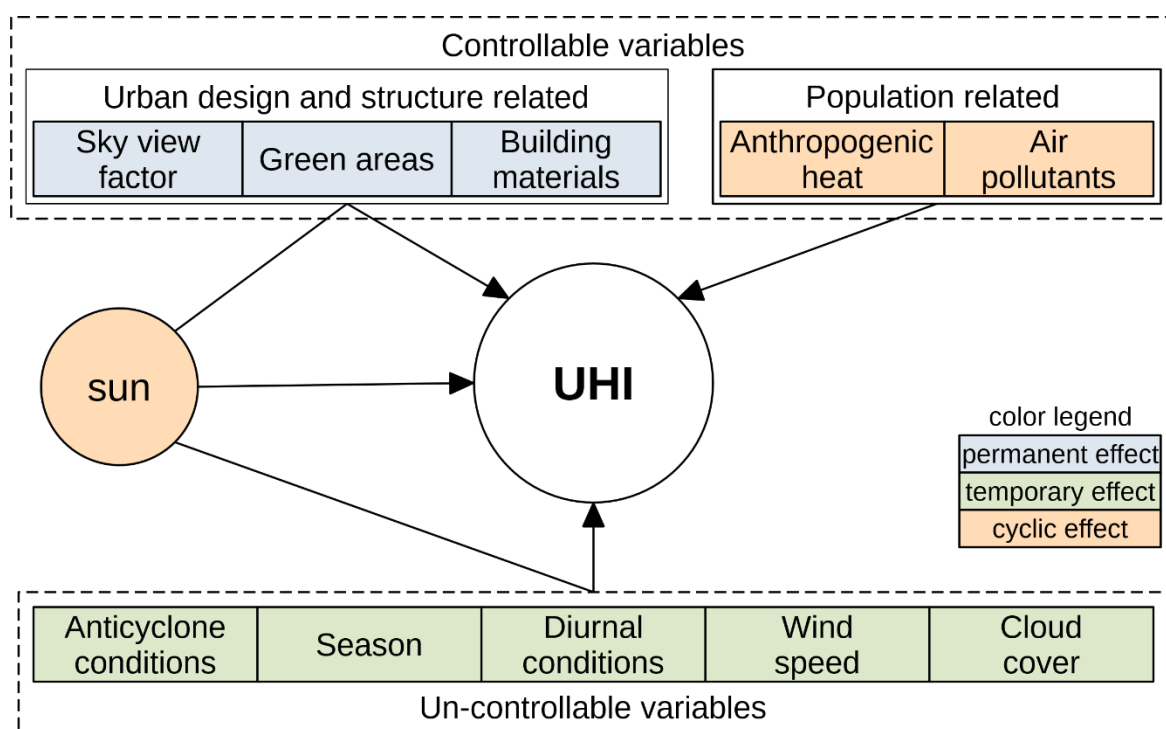 Controllable variables
Urban design and structure related
Sky view
factor
Green areas
Building
materials
Population related
Anthropogenic
heat
Air
pollutants
sun
UHI
color legend
permanent effect
temporary effect
cyclic effect
Anticyclone
conditions
Season
Diurnal
conditions
Wind
speed
Cloud
cover
Un-controllable variables